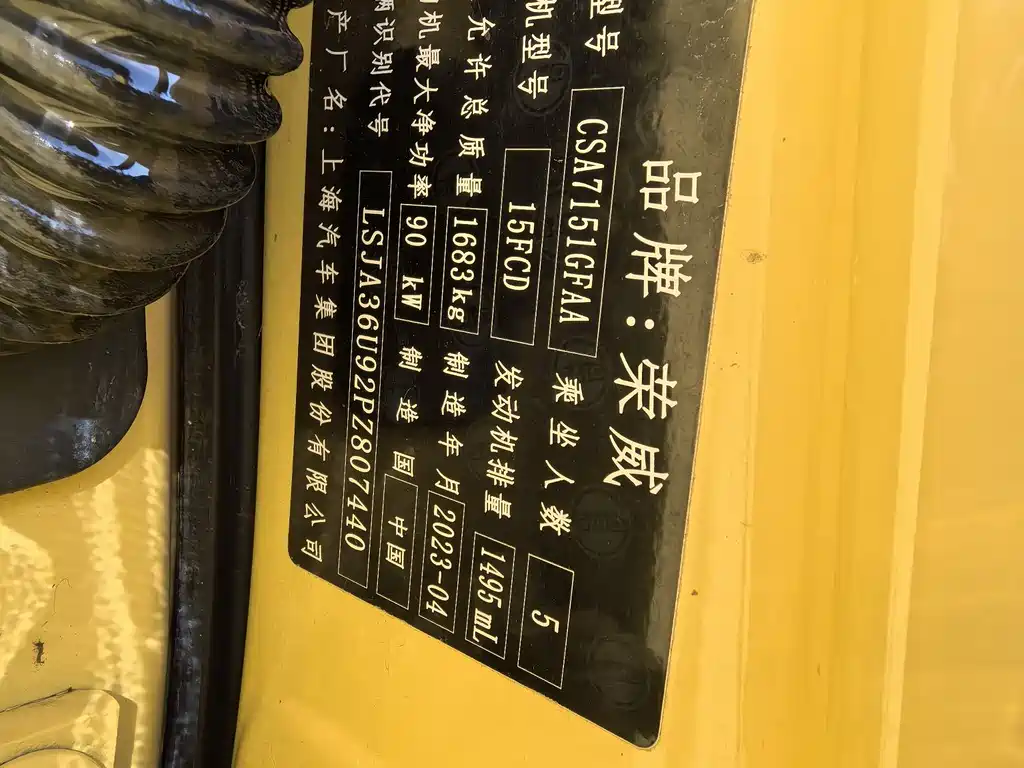 品牌:荣威
型号 CSA7151GFAA 乘坐人数 5
机型号 15FCD 发动机排量 1495mL
允许总质量 1683kg 制造年月 2023-04
机最大净功率 90 kW 制造国 中国
辆识别代号 LSJA36U92PZ807440
产厂名:上海汽车集团股份有限公司